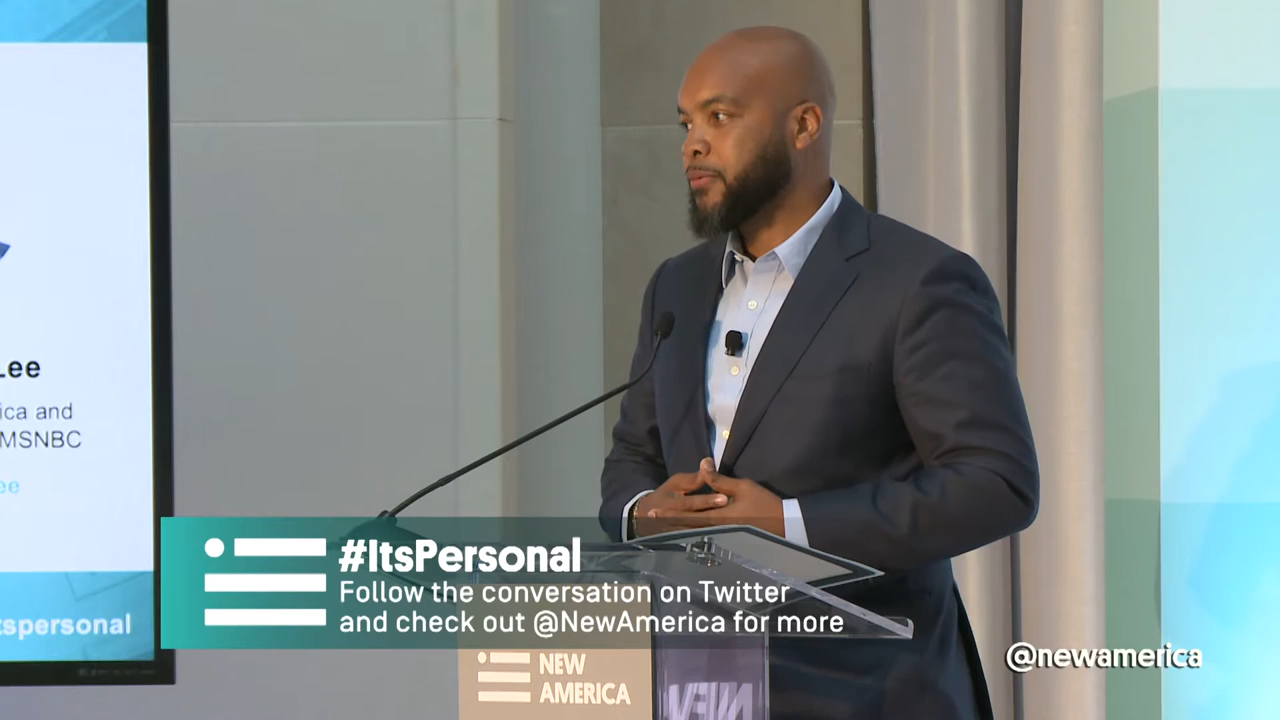 Lee
ica and
MSNBC
ee
tspersonal
#ItsPersonal
Follow the conversation on Twitter
and check out @NewAmerica for more
NEW
AMERICA
NEW
@newamerica